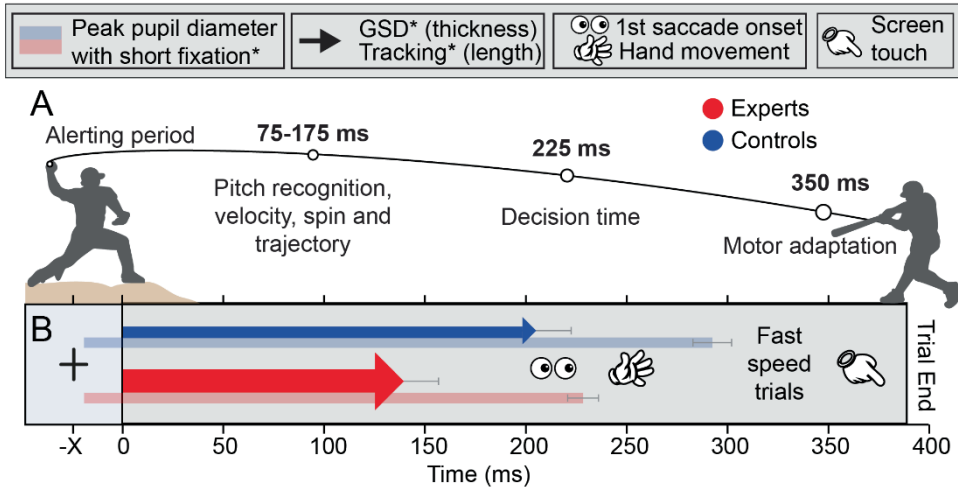 Peak pupil diameter
with short fixation*
GSD* (thickness)
Tracking* (length)
1st saccade onset
Hand movement
Screen
touch
A
Alerting period
75-175 ms
Pitch recognition,
velocity, spin and
trajectory
225 ms
Decision time
350 ms
Motor adaptation
Experts
Controls
B
+
Fast
speed
trials
Trial End
-X
0
50
100
150
200
250
300
350
400
Time (ms)